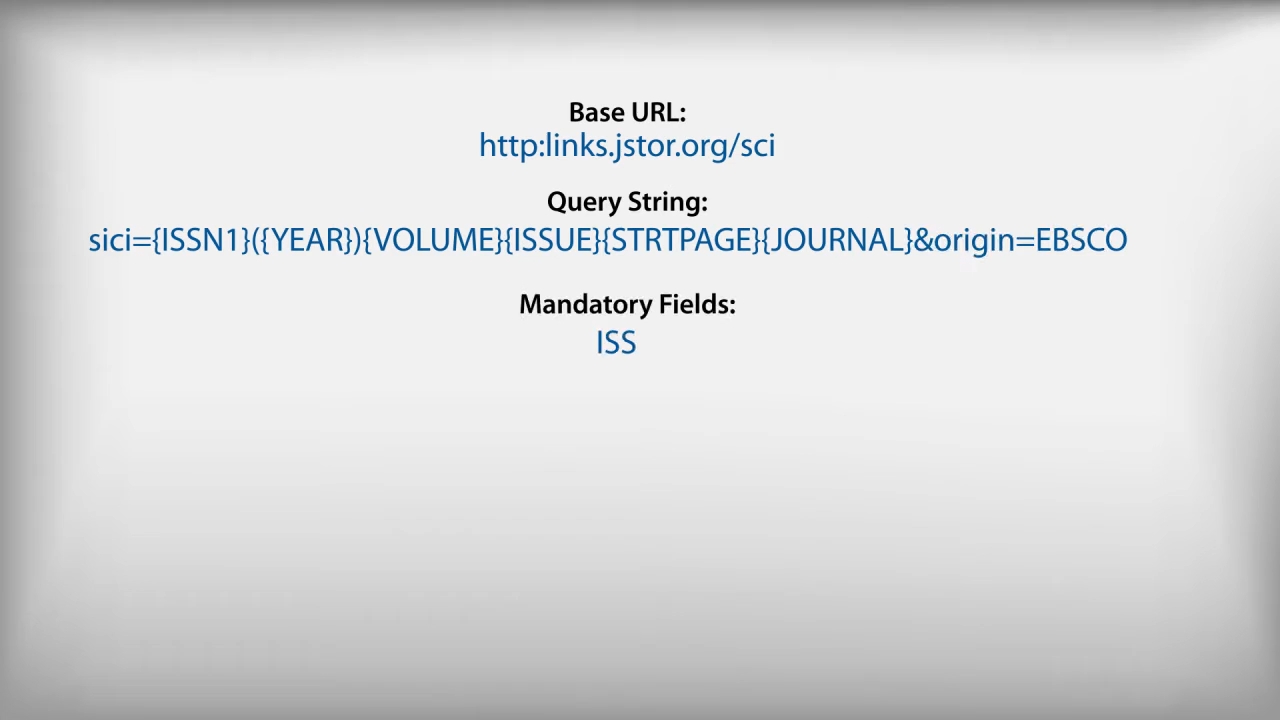 Base URL:
http:links.jstor.org/sci
Query String:
sici={ISSN1}({YEAR}){VOLUME}{ISSUE}{STRTPAGE}{JOURNAL}&origin=EBSCO
Mandatory Fields:
ISS